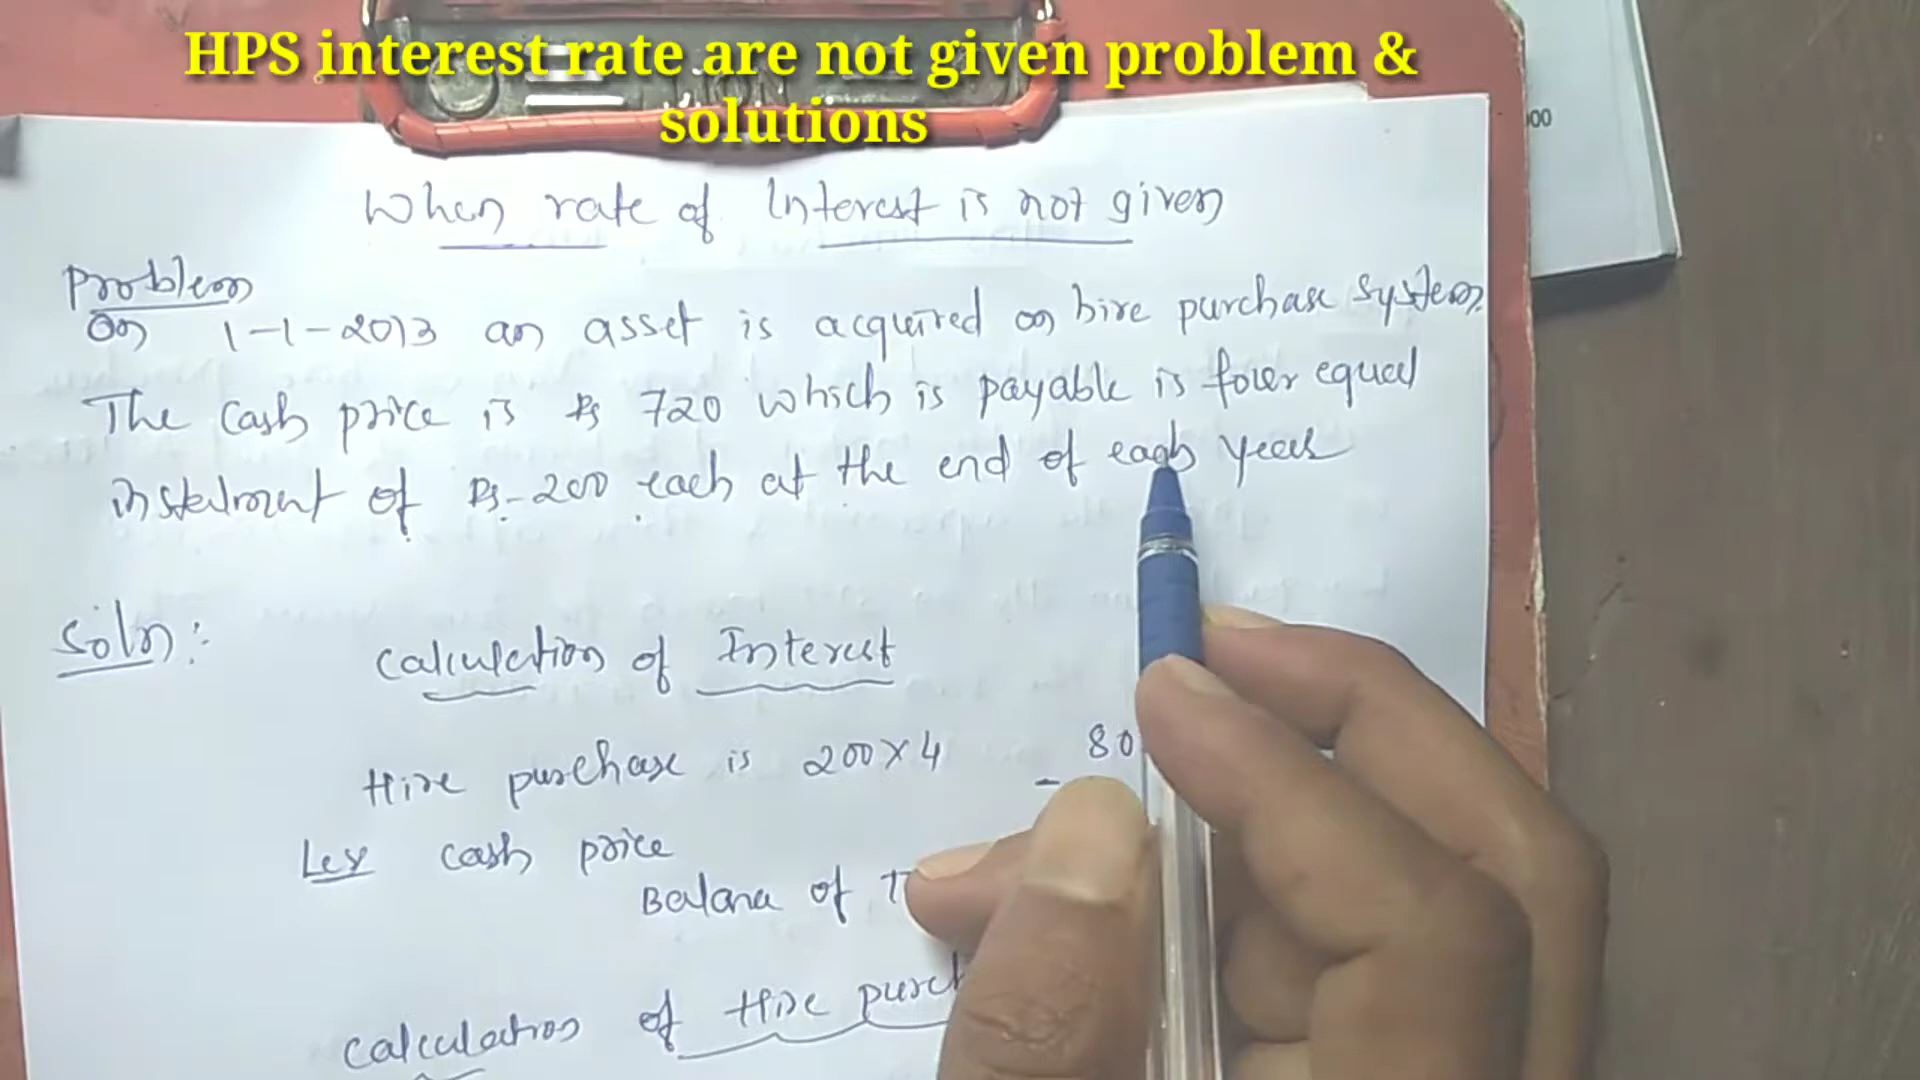 HPS interest rate are not given problem &
solutions
00
When rate of Interest is not given
Problem
On 1-1-2013 an asset is acquired on hire purchase system.
The cash price is Rs 720 which is payable is four equal
instalment of Rs-200 each at the end of each year
Soln:
Calculation of Interest
Hire purchase is 200×4 80
Less cash price
Balance of
Calculation of Hire purch